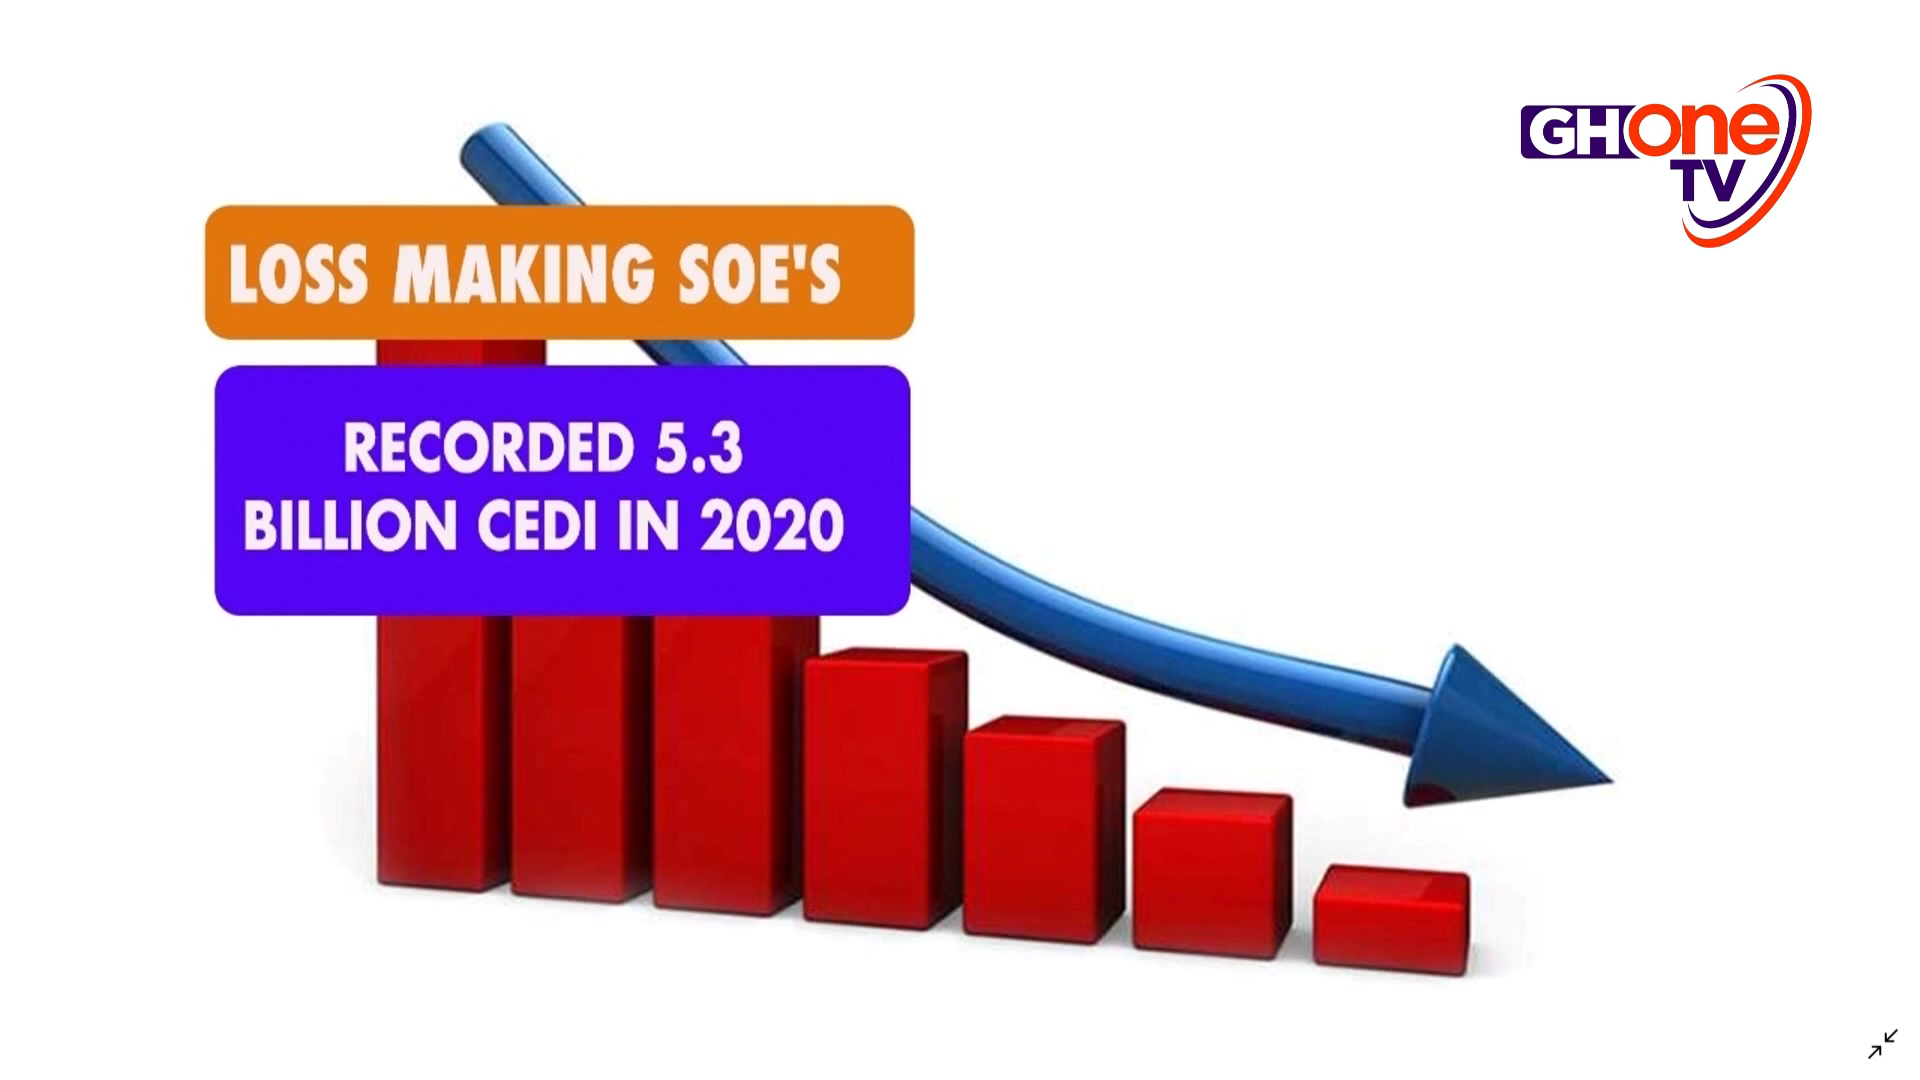 GHOne
TV
LOSS MAKING SOE'S
RECORDED 5.3
BILLION CEDI IN 2020